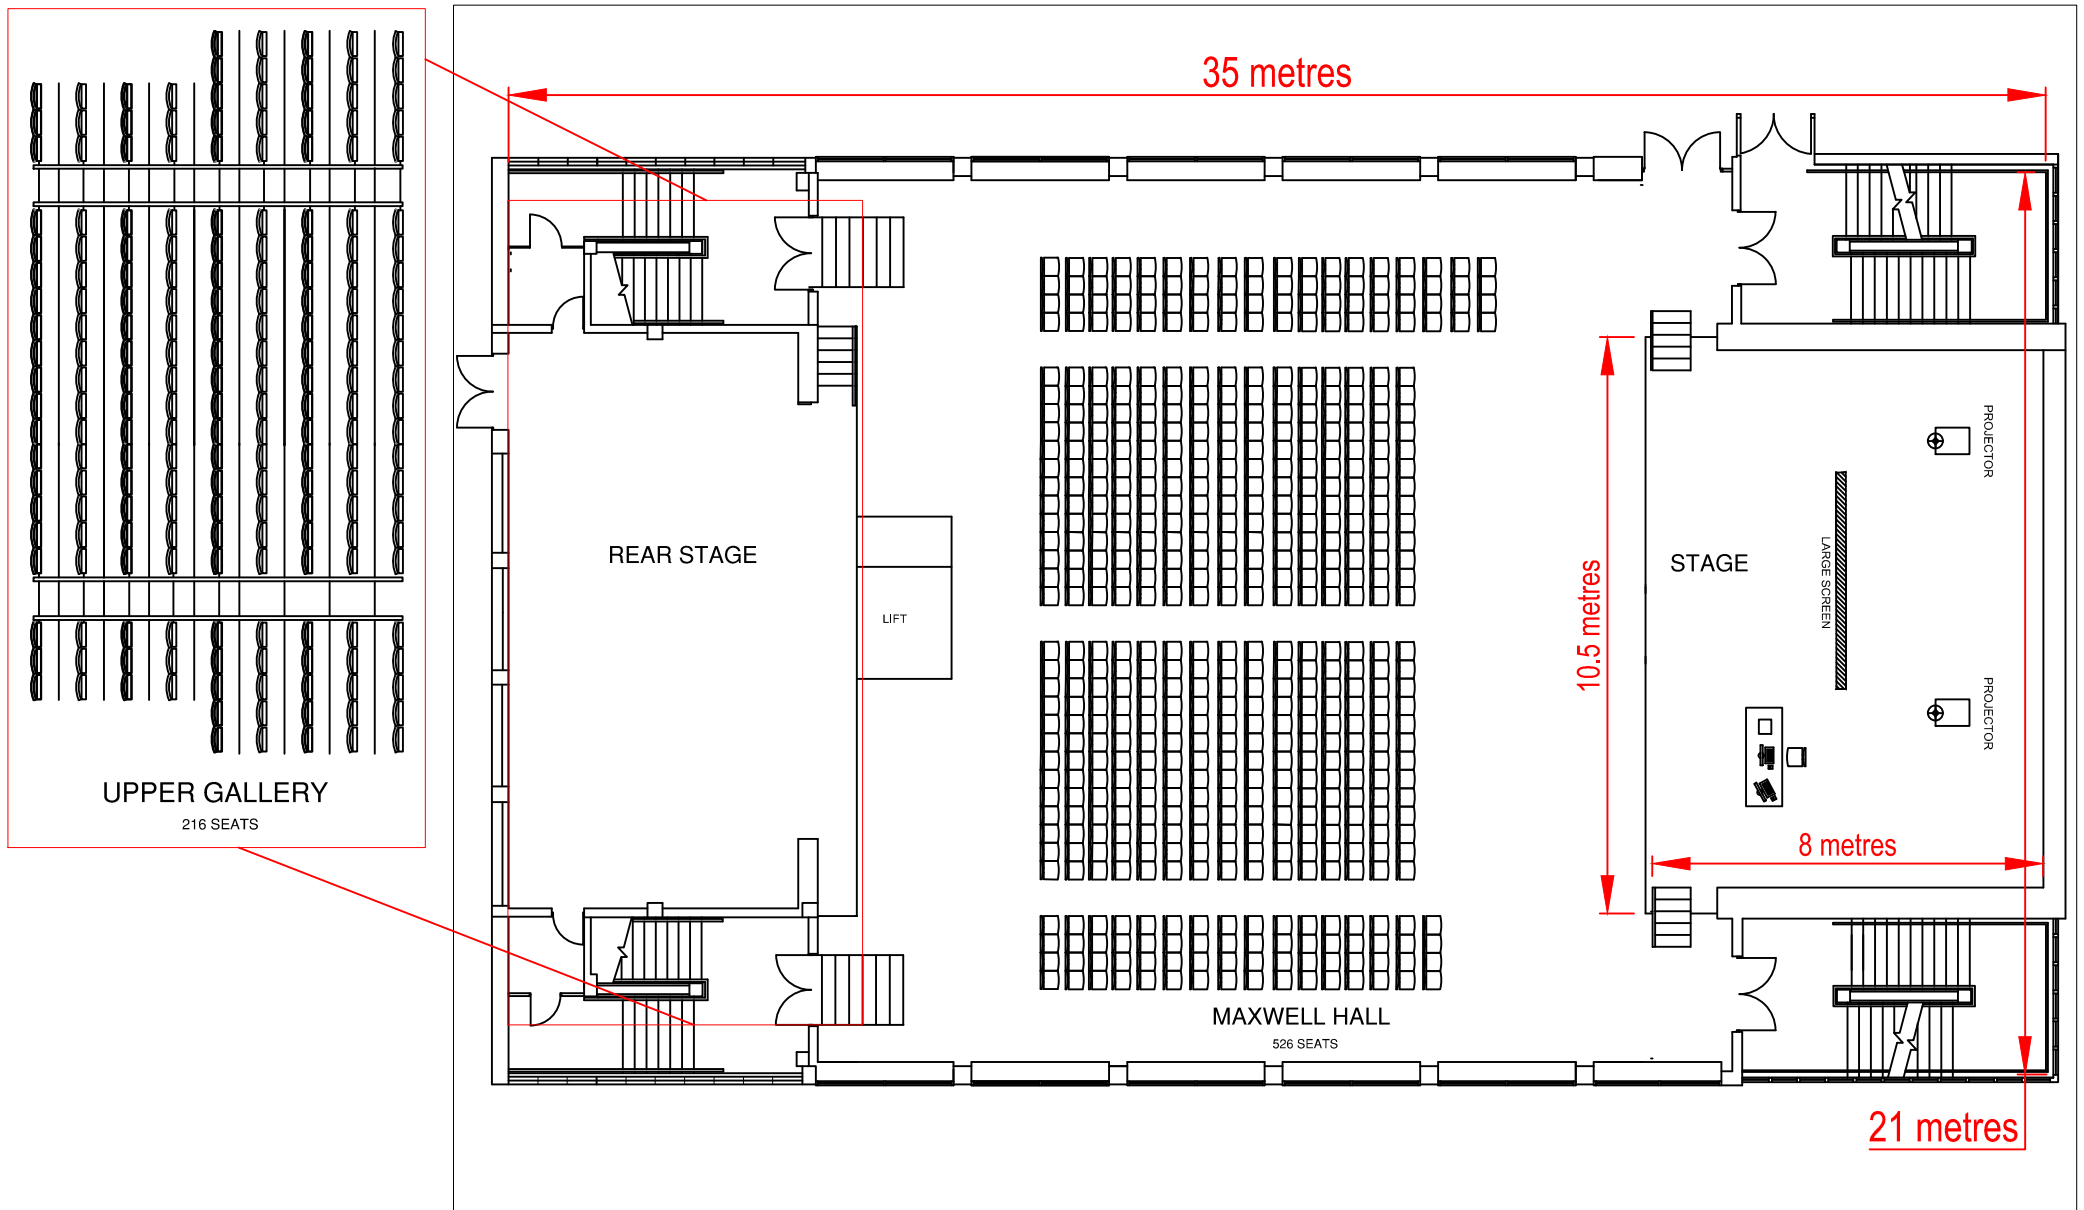 35 metres
REAR STAGE
LIFT
STAGE
LARGE SCREEN
PROJECTOR
PROJECTOR
10.5 metres
8 metres
UPPER GALLERY
216 SEATS
MAXWELL HALL
526 SEATS
21 metres